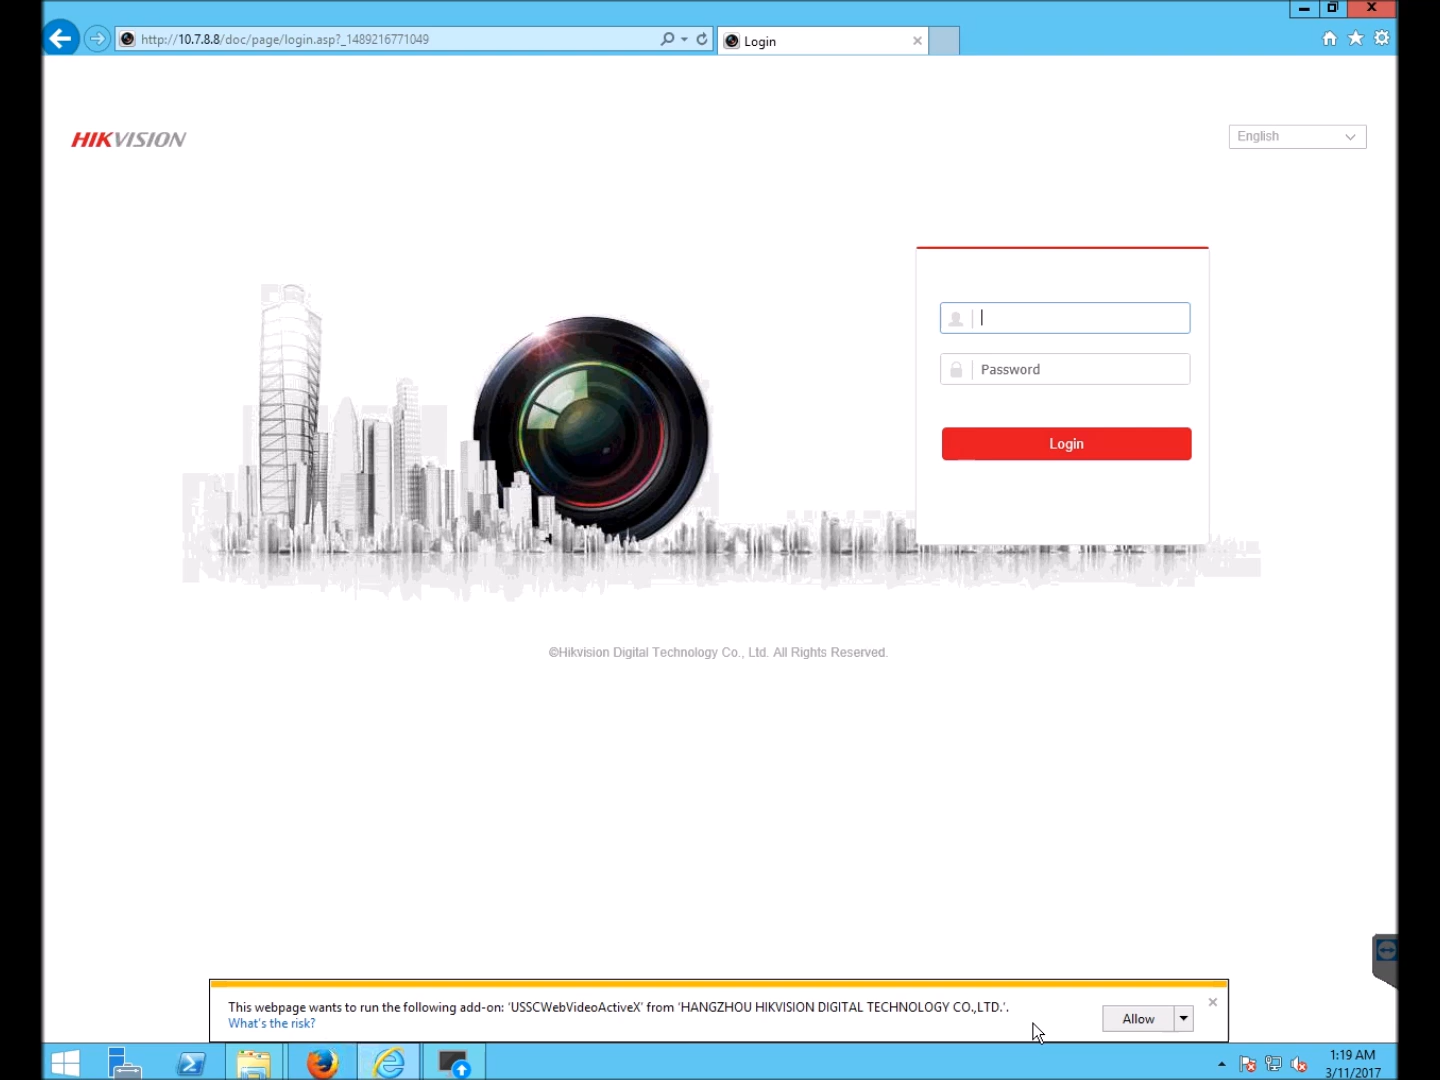 http://10.7.8.8/doc/page/login.asp?_1489216771049
Login
HIKVISION
English
Password
Login
©Hikvision Digital Technology Co., Ltd. All Rights Reserved.
This webpage wants to run the following add-on: 'USSCWebVideoActiveX' from 'HANGZHOU HIKVISION DIGITAL TECHNOLOGY CO.,LTD.'.
What's the risk?
Allow
1:19 AM
3/11/2017